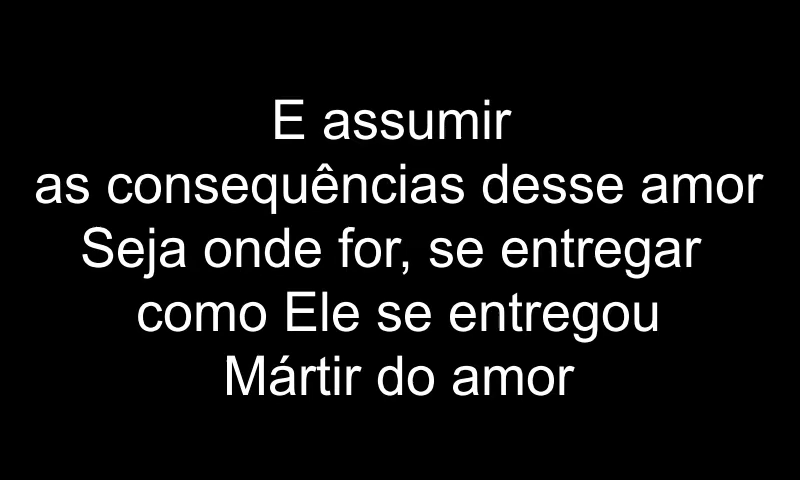 E assumir
as consequências desse amor
Seja onde for, se entregar
como Ele se entregou
Mártir do amor